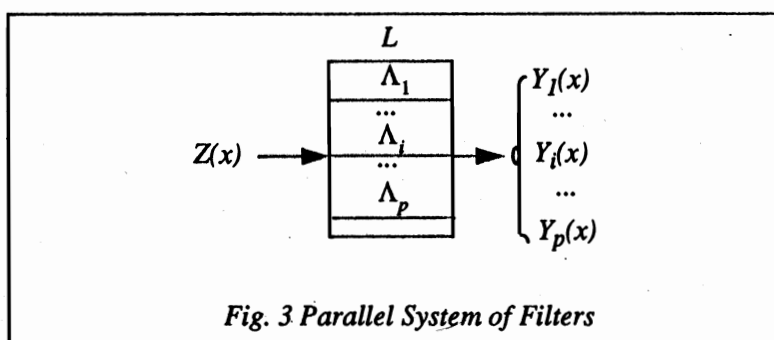 L
Λ1
...
Λi
...
Λp
Z(x)
Y1(x)
...
Yi(x)
...
Yp(x)
Fig. 3 Parallel System of Filters